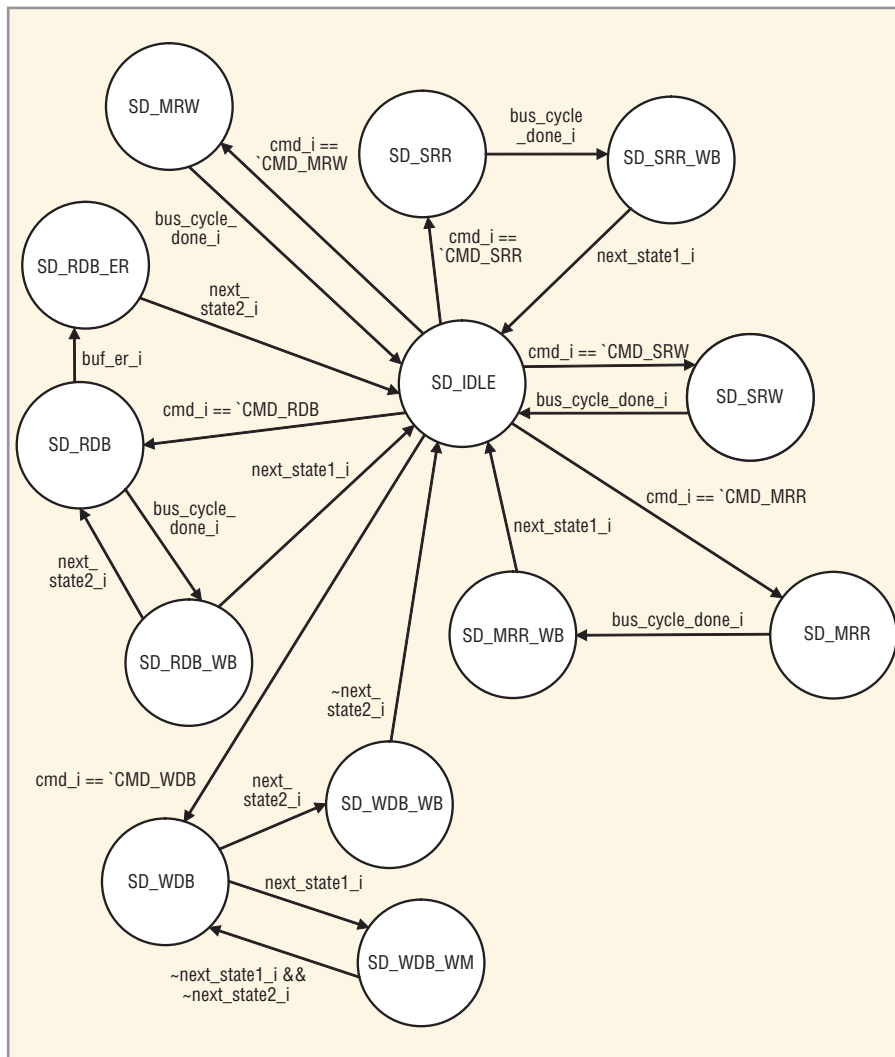 SD_MRW
cmd_i ==
`CMD_MRW
SD_SRR
bus_cycle
_done_i
SD_SRR_WB
bus_cycle_
done_i
cmd_i ==
`CMD_SRR
next_state1_i
SD_RDB_ER
next_
state2_i
buf_er_i
SD_IDLE
cmd_i == `CMD_SRW
bus_cycle_done_i
SD_SRW
cmd_i == `CMD_RDB
SD_RDB
next_state1_i
bus_cycle_
done_i
cmd_i == `CMD_MRR
next_state1_i
next_
state2_i
SD_RDB_WB
SD_MRR_WB
bus_cycle_done_i
SD_MRR
~next_
state2_i
cmd_i == `CMD_WDB
next_
state2_i
SD_WDB_WB
SD_WDB
next_state1_i
SD_WDB_WM
~next_state1_i &&
~next_state2_i